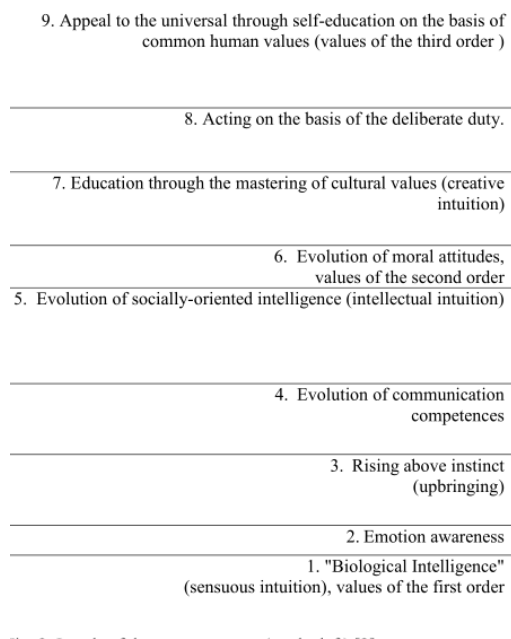 9. Appeal to the universal through self-education on the basis of
common human values (values of the third order )
8. Acting on the basis of the deliberate duty.
7. Education through the mastering of cultural values (creative
intuition)
6. Evolution of moral attitudes,
values of the second order
5. Evolution of socially-oriented intelligence (intellectual intuition)
4. Evolution of communication
competences
3. Rising above instinct
(upbringing)
2. Emotion awareness
1. "Biological Intelligence"
(sensuous intuition), values of the first order